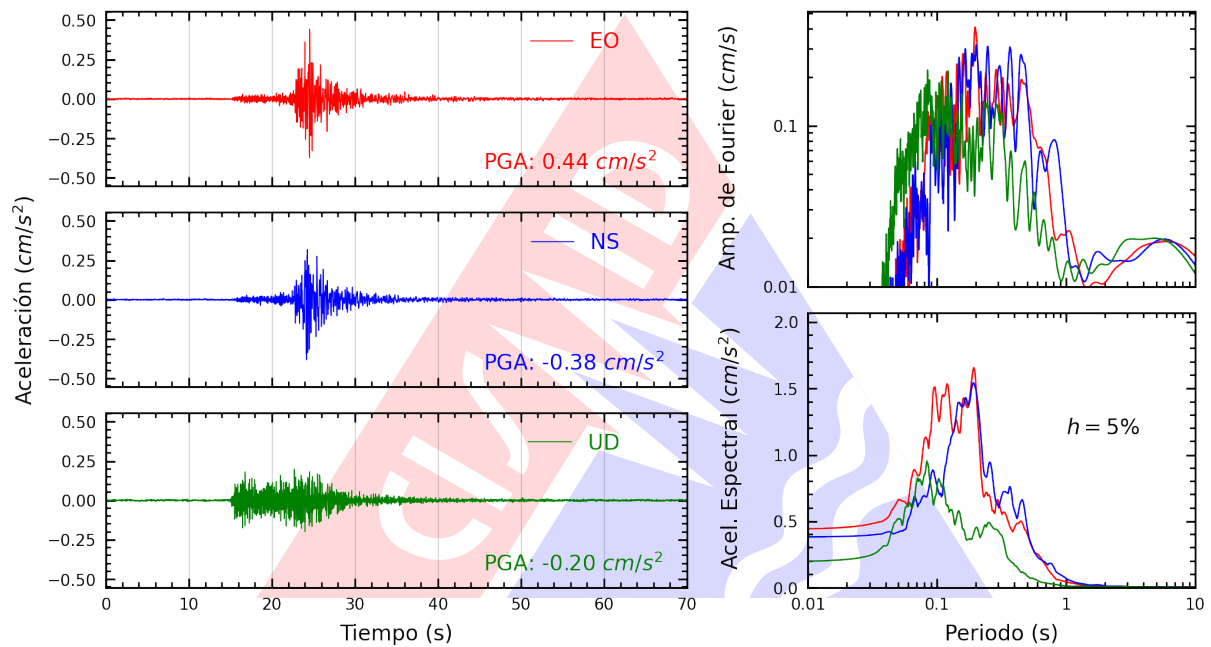 0.50
0.25
0.00
-0.25
-0.50
EO
PGA: 0.44 cm/s²
0.50
0.25
0.00
-0.25
-0.50
NS
PGA: -0.38 cm/s²
0.50
0.25
0.00
-0.25
-0.50
UD
PGA: -0.20 cm/s²
0 10 20 30 40 50 60 70
Tiempo (s)
Aceleración (cm/s²)
0.1
0.01
Amp. de Fourier (cm/s)
2.0
1.5
1.0
0.5
0.0
h = 5%
Acel. Espectral (cm/s²)
0.01 0.1 1 10
Periodo (s)
CISMID